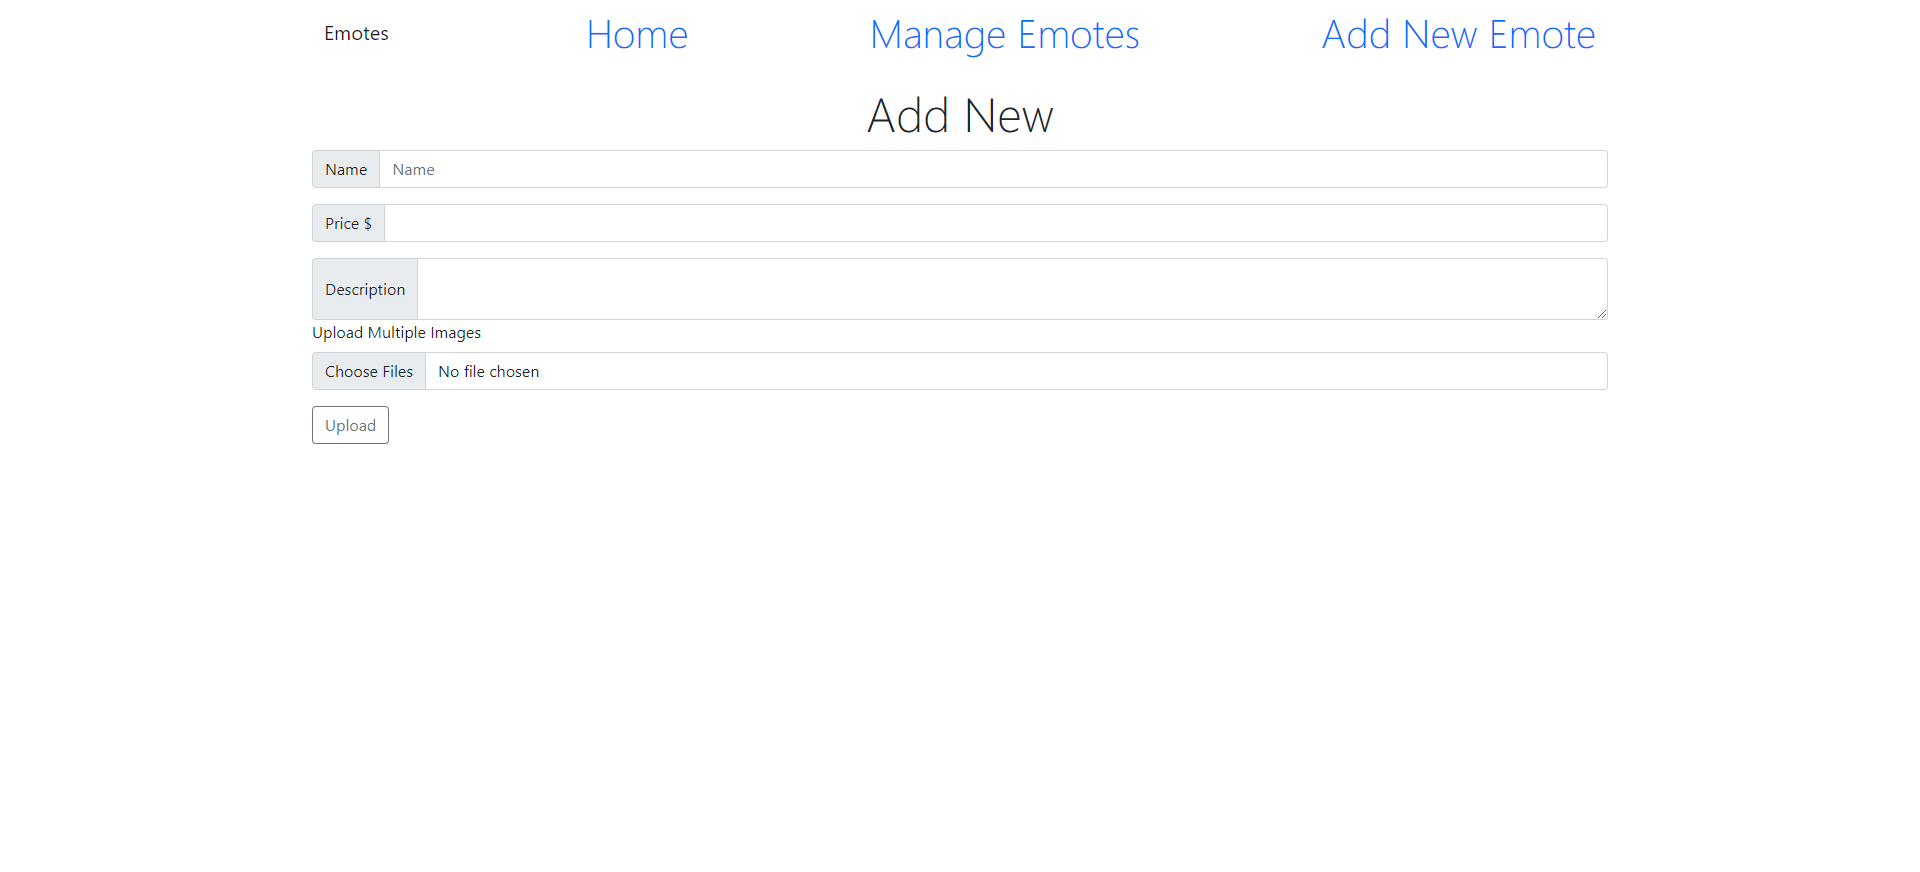 Emotes Home Manage Emotes Add New Emote
Add New
Name Name
Price $
Description
Upload Multiple Images
Choose Files No file chosen
Upload